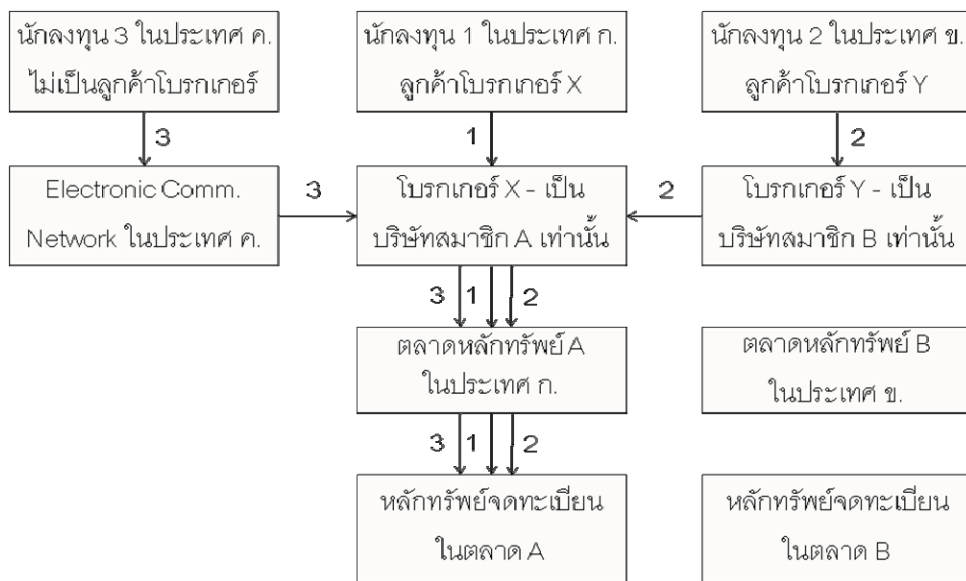 นักลงทุน 3 ในประเทศ ค.
ไม่เป็นลูกค้าโบรกเกอร์
นักลงทุน 1 ในประเทศ ก.
ลูกค้าโบรกเกอร์ X
นักลงทุน 2 ในประเทศ ข.
ลูกค้าโบรกเกอร์ Y
3
1
2
Electronic Comm.
Network ในประเทศ ค.
3
โบรกเกอร์ X - เป็น
บริษัทสมาชิก A เท่านั้น
2
โบรกเกอร์ Y - เป็น
บริษัทสมาชิก B เท่านั้น
3 1 2
ตลาดหลักทรัพย์ A
ในประเทศ ก.
ตลาดหลักทรัพย์ B
ในประเทศ ข.
3 1 2
หลักทรัพย์จดทะเบียน
ในตลาด A
หลักทรัพย์จดทะเบียน
ในตลาด B